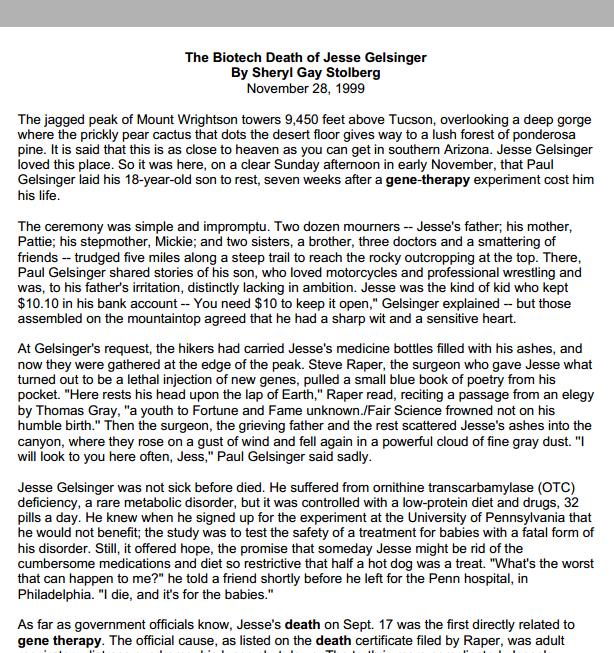 The Biotech Death of Jesse Gelsinger
By Sheryl Gay Stolberg
November 28, 1999
The jagged peak of Mount Wrightson towers 9,450 feet above Tucson, overlooking a deep gorge
where the prickly pear cactus that dots the desert floor gives way to a lush forest of ponderosa
pine. It is said that this is as close to heaven as you can get in southern Arizona. Jesse Gelsinger
loved this place. So it was here, on a clear Sunday afternoon in early November, that Paul
Gelsinger laid his 18-year-old son to rest, seven weeks after a gene-therapy experiment cost him
his life.
The ceremony was simple and impromptu. Two dozen mourners -- Jesse's father; his mother,
Pattie; his stepmother, Mickie; and two sisters, a brother, three doctors and a smattering of
friends -- trudged five miles along a steep trail to reach the rocky outcropping at the top. There,
Paul Gelsinger shared stories of his son, who loved motorcycles and professional wrestling and
was, to his father's irritation, distinctly lacking in ambition. Jesse was the kind of kid who kept
$10.10 in his bank account -- You need $10 to keep it open," Gelsinger explained -- but those
assembled on the mountaintop agreed that he had a sharp wit and a sensitive heart.
At Gelsinger's request, the hikers had carried Jesse's medicine bottles filled with his ashes, and
now they were gathered at the edge of the peak. Steve Raper, the surgeon who gave Jesse what
turned out to be a lethal injection of new genes, pulled a small blue book of poetry from his
pocket. "Here rests his head upon the lap of Earth," Raper read, reciting a passage from an elegy
by Thomas Gray, "a youth to Fortune and Fame unknown./Fair Science frowned not on his
humble birth." Then the surgeon, the grieving father and the rest scattered Jesse's ashes into the
canyon, where they rose on a gust of wind and fell again in a powerful cloud of fine gray dust. "I
will look to you here often, Jess," Paul Gelsinger said sadly.
Jesse Gelsinger was not sick before died. He suffered from ornithine transcarbamylase (OTC)
deficiency, a rare metabolic disorder, but it was controlled with a low-protein diet and drugs, 32
pills a day. He knew when he signed up for the experiment at the University of Pennsylvania that
he would not benefit; the study was to test the safety of a treatment for babies with a fatal form of
his disorder. Still, it offered hope, the promise that someday Jesse might be rid of the
cumbersome medications and diet so restrictive that half a hot dog was a treat. "What's the worst
that can happen to me?" he told a friend shortly before he left for the Penn hospital, in
Philadelphia. "I die, and it's for the babies."
As far as government officials know, Jesse's death on Sept. 17 was the first directly related to
gene therapy. The official cause, as listed on the death certificate filed by Raper, was adult